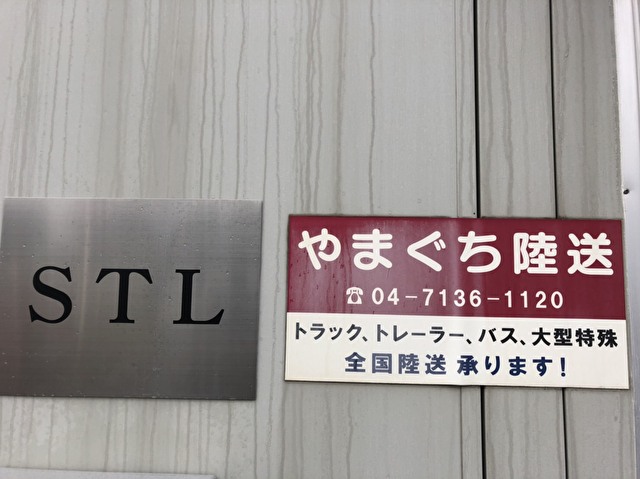 STL
やまぐち陸送
☎04-7136-1120
トラック、トレーラー、バス、大型特殊
全国陸送 承ります!